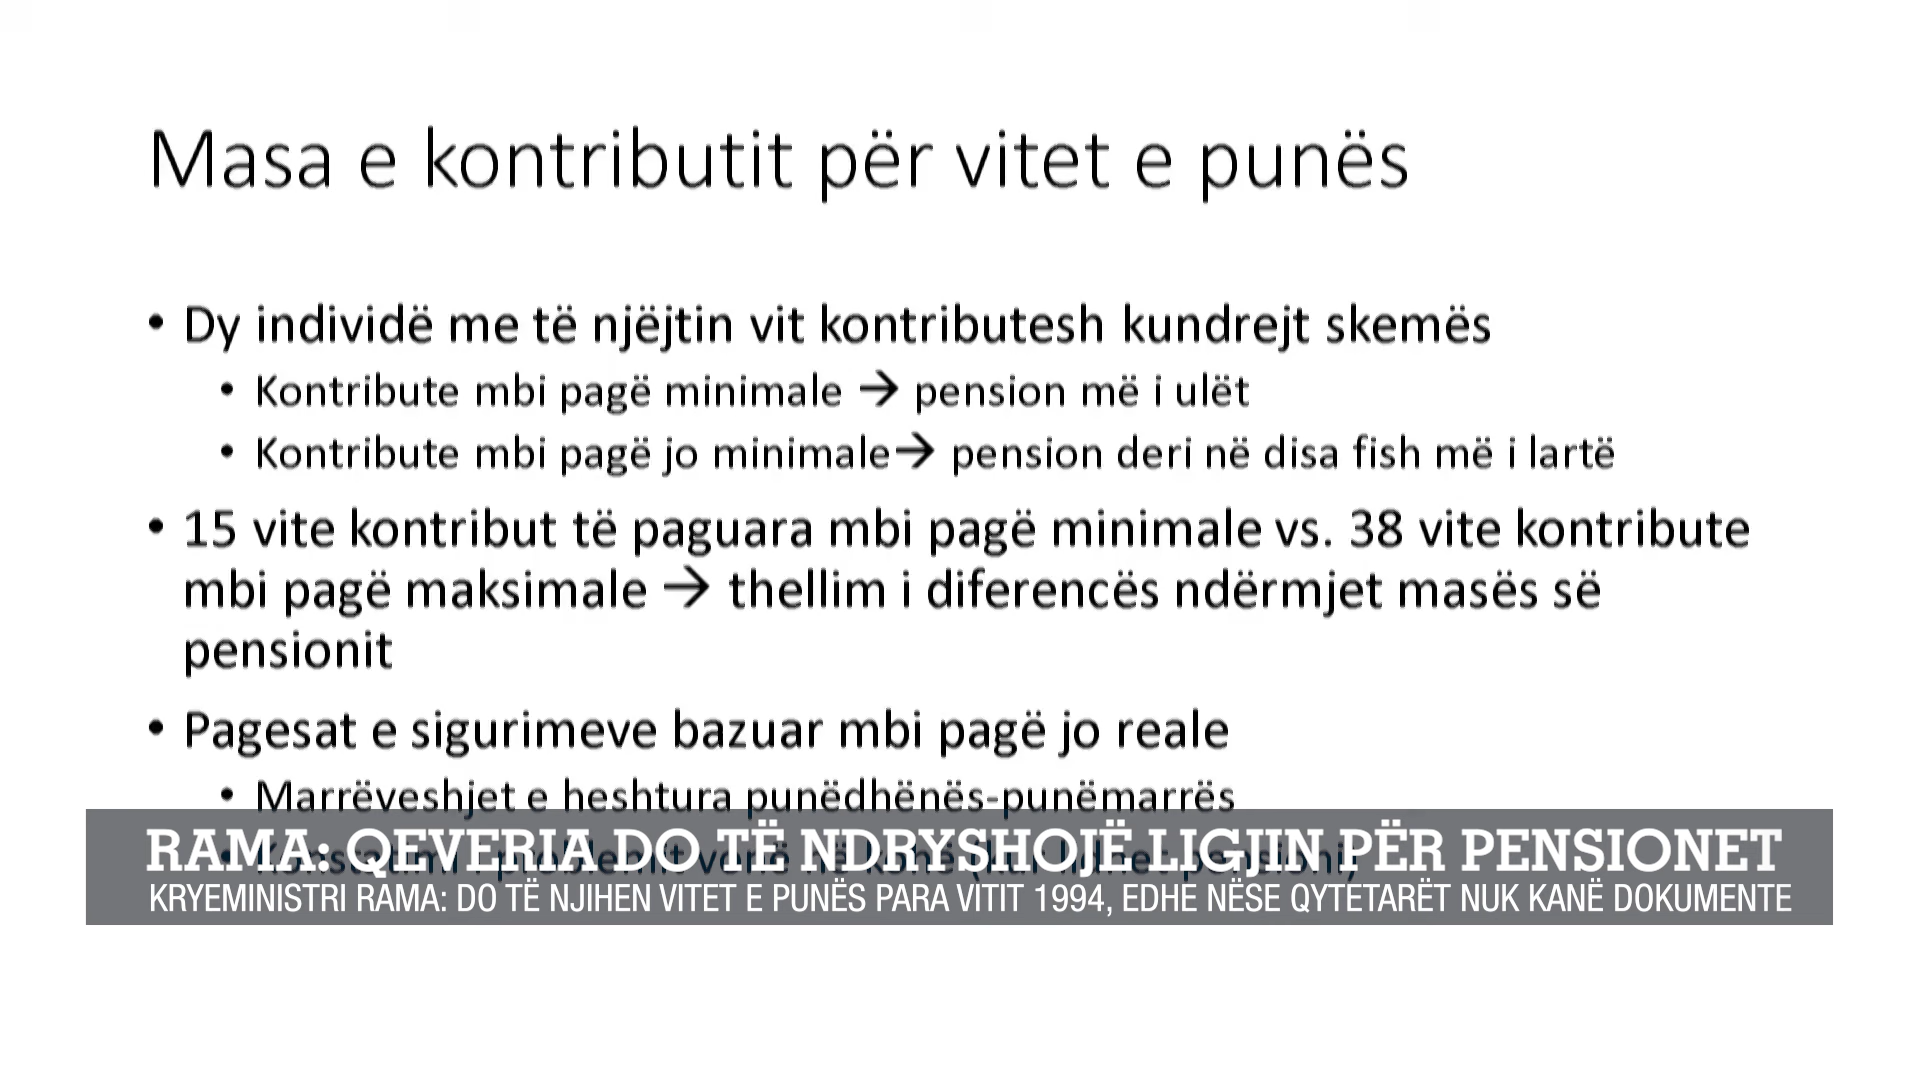 Masa e kontributit për vitet e punës
• Dy individë me të njëjtin vit kontributesh kundrejt skemës
• Kontribute mbi pagë minimale → pension më i ulët
• Kontribute mbi pagë jo minimale→ pension deri në disa fish më i lartë
• 15 vite kontribut të paguara mbi pagë minimale vs. 38 vite kontribute
mbi pagë maksimale → thellim i diferencës ndërmjet masës së
pensionit
• Pagesat e sigurimeve bazuar mbi pagë jo reale
• Marrëveshjet e heshtura punëdhënës-punëmarrës
RAMA: QEVERIA DO TË NDRYSHOJË LIGJIN PËR PENSIONET
KRYEMINISTRI RAMA: DO TË NJIHEN VITET E PUNËS PARA VITIT 1994, EDHE NËSE QYTETARËT NUK KANË DOKUMENTE